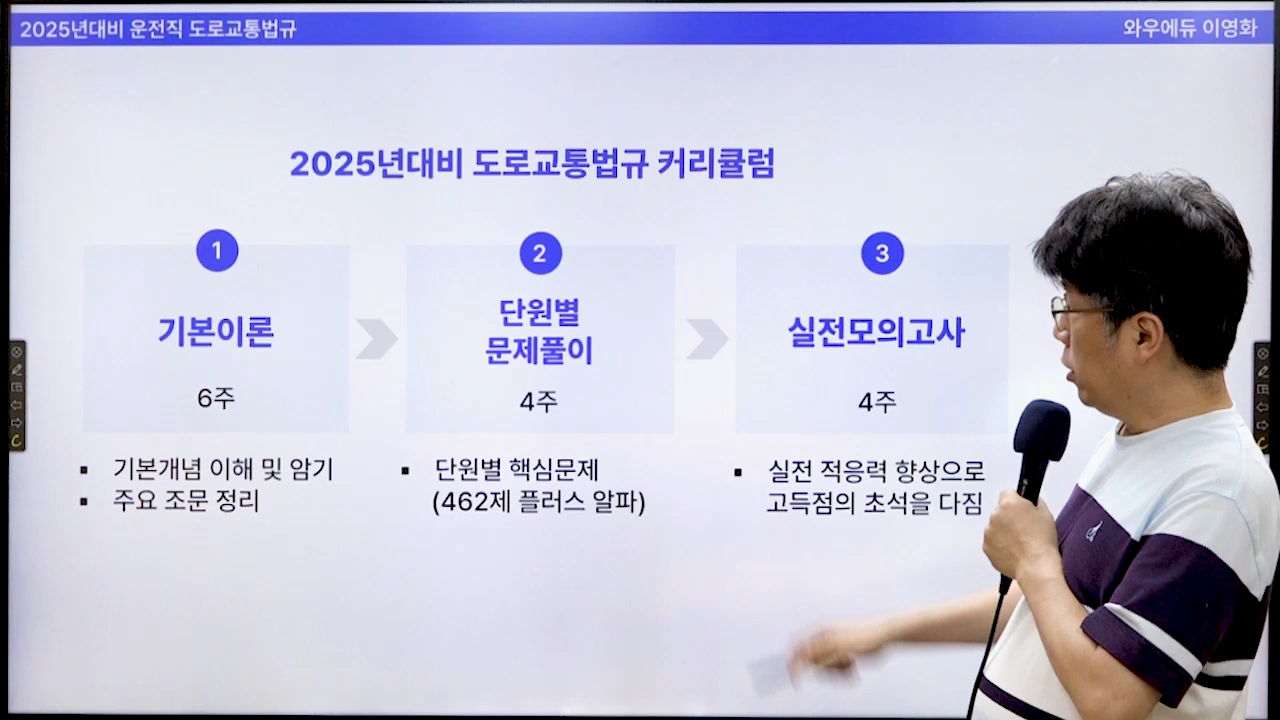 2025년대비 운전직 도로교통법규
와우에듀 이영화
2025년대비 도로교통법규 커리큘럼
1
기본이론
6주
▪ 기본개념 이해 및 암기
▪ 주요 조문 정리
2
단원별
문제풀이
4주
▪ 단원별 핵심문제
(462제 플러스 알파)
3
실전모의고사
4주
▪ 실전 적응력 향상으로
고득점의 초석을 다짐